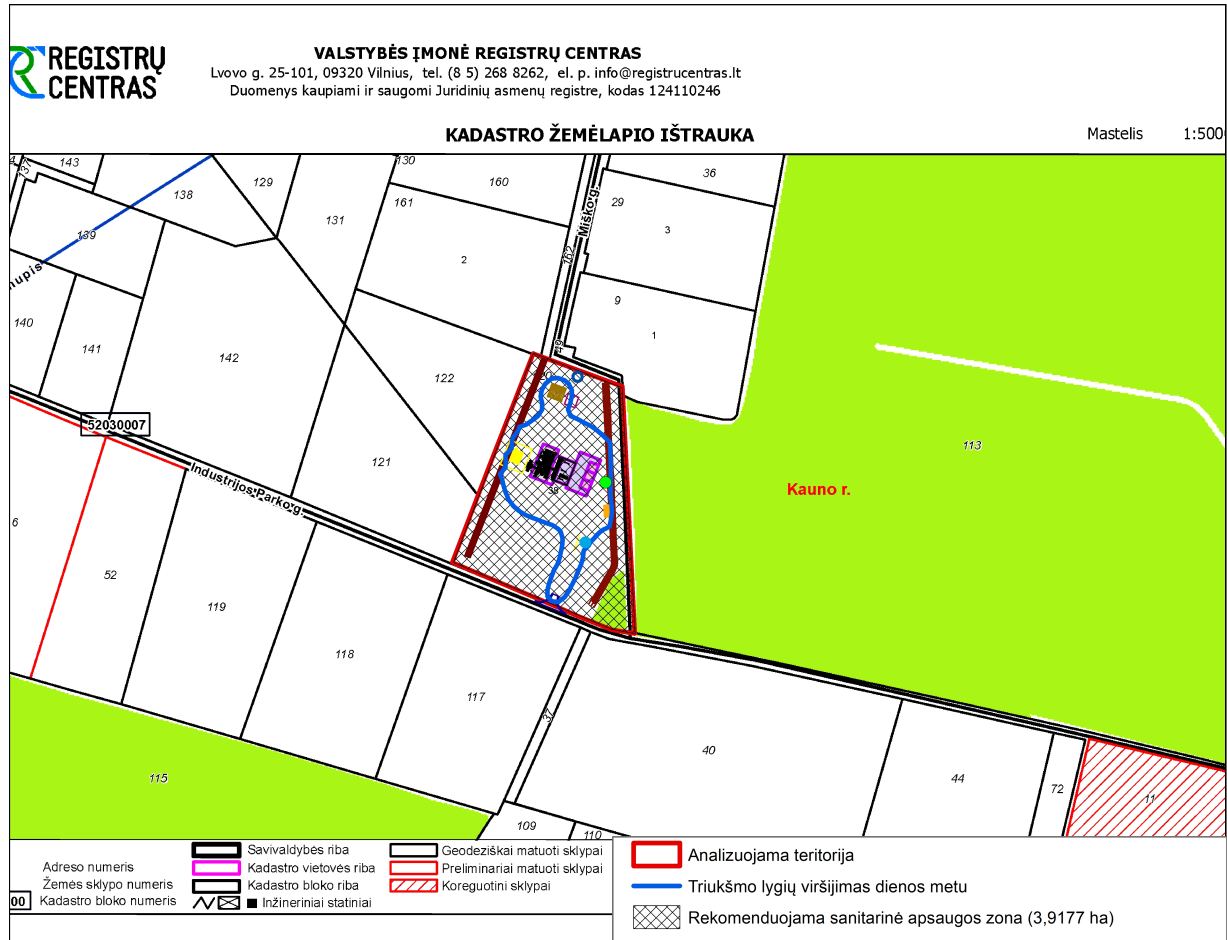 REGISTRŲ
CENTRAS
VALSTYBĖS ĮMONĖ REGISTRŲ CENTRAS
Lvovo g. 25-101, 09320 Vilnius, tel. (8 5) 268 8262, el. p. info@registrucentras.lt
Duomenys kaupiami ir saugomi Juridinių asmenų registre, kodas 124110246
KADASTRO ŽEMĖLAPIO IŠTRAUKA
Mastelis 1:500
143
137
138
129
130
160
161
131
36
29
3
Miško g.
162
139
2
nupis
9
1
140
141
142
49
122
52030007
121
113
Industrijos Parko g.
38
Kauno r.
6
52
119
118
117
37
40
44
72
11
115
109
110
Adreso numeris
Žemės sklypo numeris
00 Kadastro bloko numeris
Savivaldybės riba
Kadastro vietovės riba
Kadastro bloko riba
Inžineriniai statiniai
Geodeziškai matuoti sklypai
Preliminariai matuoti sklypai
Koreguotini sklypai
Analizuojama teritorija
Triukšmo lygių viršijimas dienos metu
Rekomenduojama sanitarinė apsaugos zona (3,9177 ha)